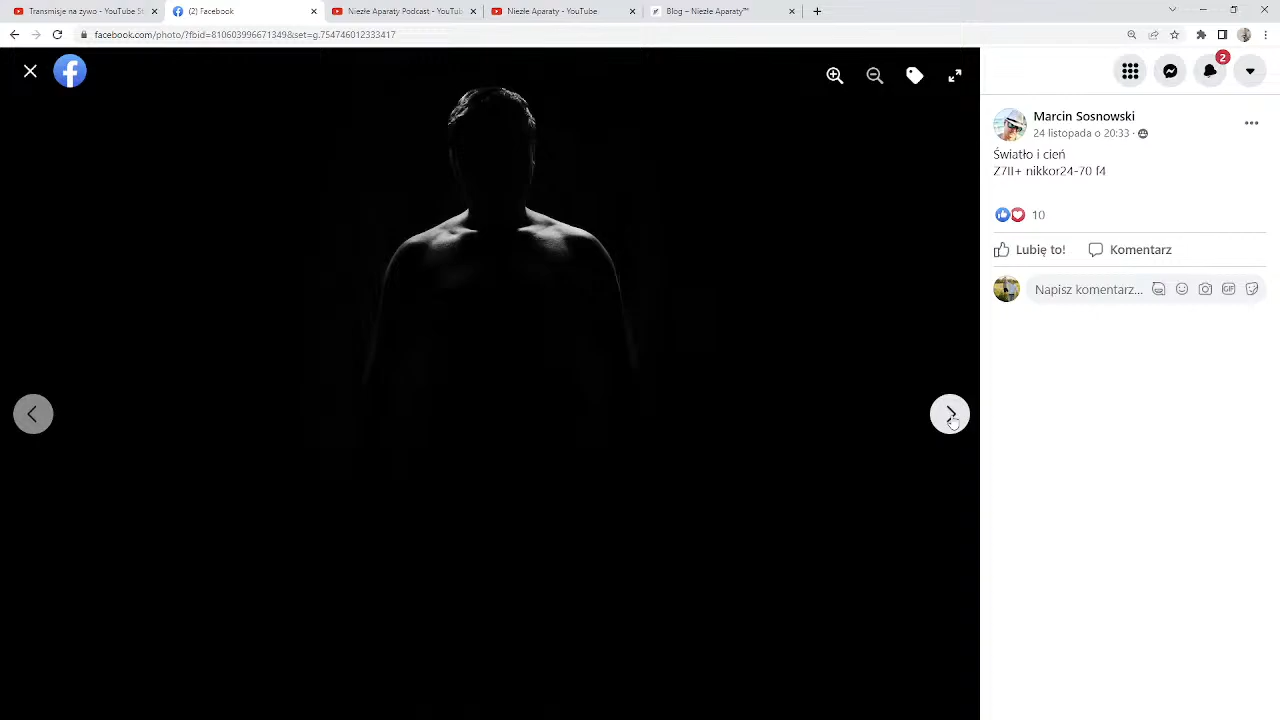 Transmisje na żywo - YouTube St
(2) Facebook
Niezłe Aparaty Podcast - YouTub
Niezłe Aparaty - YouTube
Blog – Niezłe Aparaty™
facebook.com/photo/?fbid=810603996671349&set=g.754746012333417
2
Marcin Sosnowski
24 listopada o 20:33 ·
Światło i cień
Z7II+ nikkor24-70 f4
10
Lubię to!
Komentarz
Napisz komentarz...
GIF